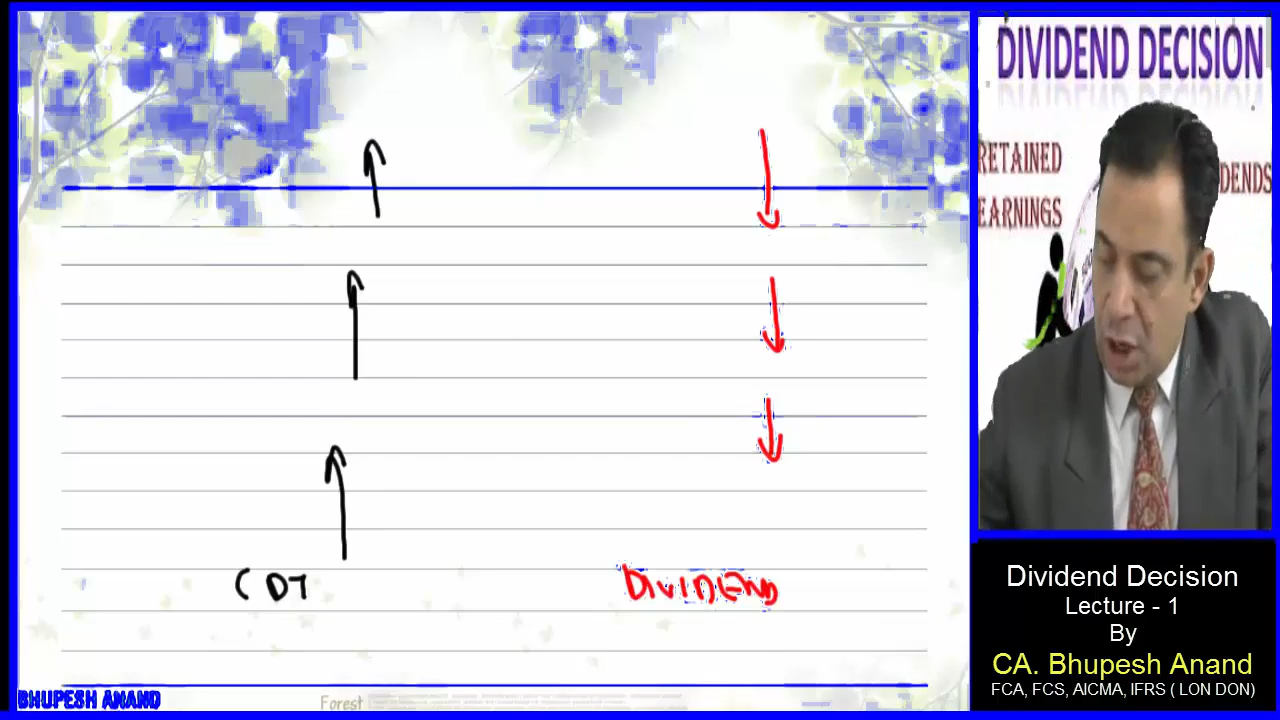 DIVIDEND DECISION
RETAINED
EARNINGS
DENDS
( DT
DIVIDEND
Dividend Decision
Lecture - 1
By
CA. Bhupesh Anand
FCA, FCS, AICMA, IFRS ( LON DON)
BHUPESH ANAND
Forest